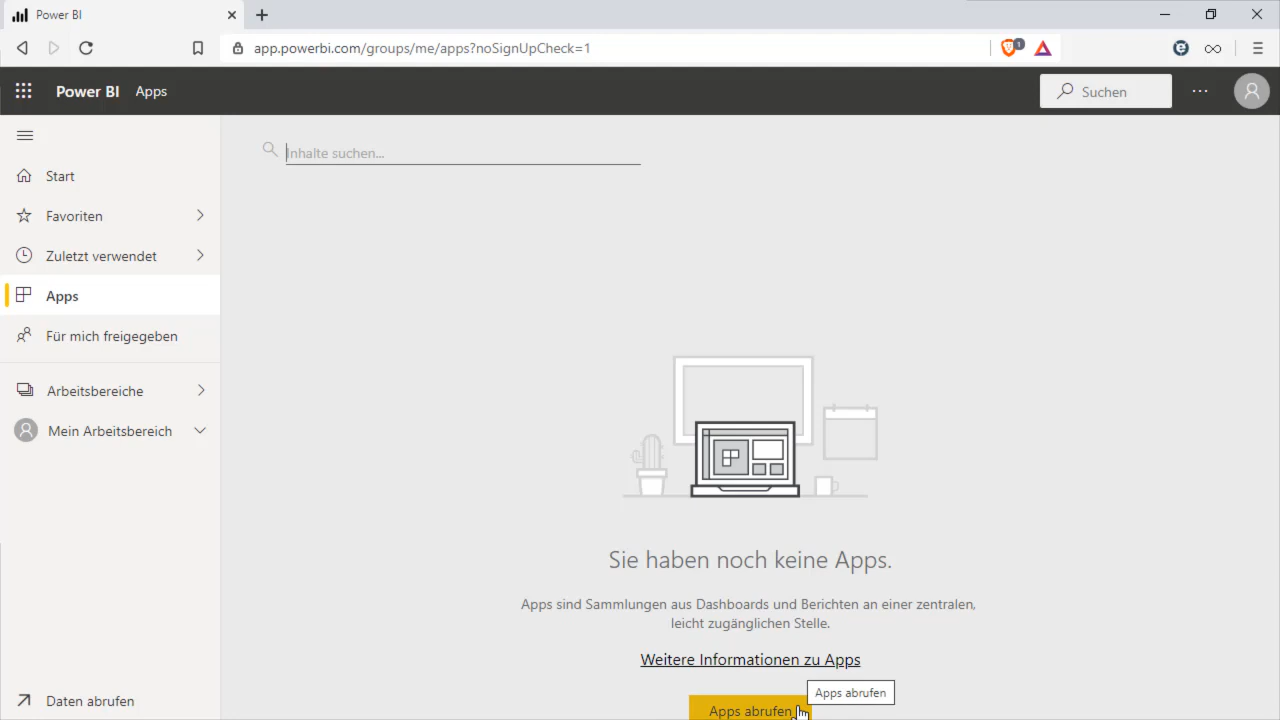 Power BI
app.powerbi.com/groups/me/apps?noSignUpCheck=1
1
Power BI Apps
Suchen
Inhalte suchen...
Start
Favoriten
Zuletzt verwendet
Apps
Für mich freigegeben
Arbeitsbereiche
Mein Arbeitsbereich
Sie haben noch keine Apps.
Apps sind Sammlungen aus Dashboards und Berichten an einer zentralen,
leicht zugänglichen Stelle.
Weitere Informationen zu Apps
Apps abrufen
Daten abrufen
Apps abrufen